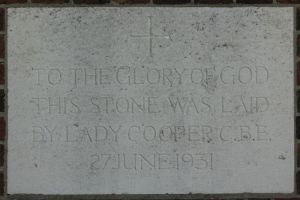 TO THE GLORY OF GOD
THIS STONE WAS LAID
BY LADY COOPER C.B.E.
27 JUNE 1931